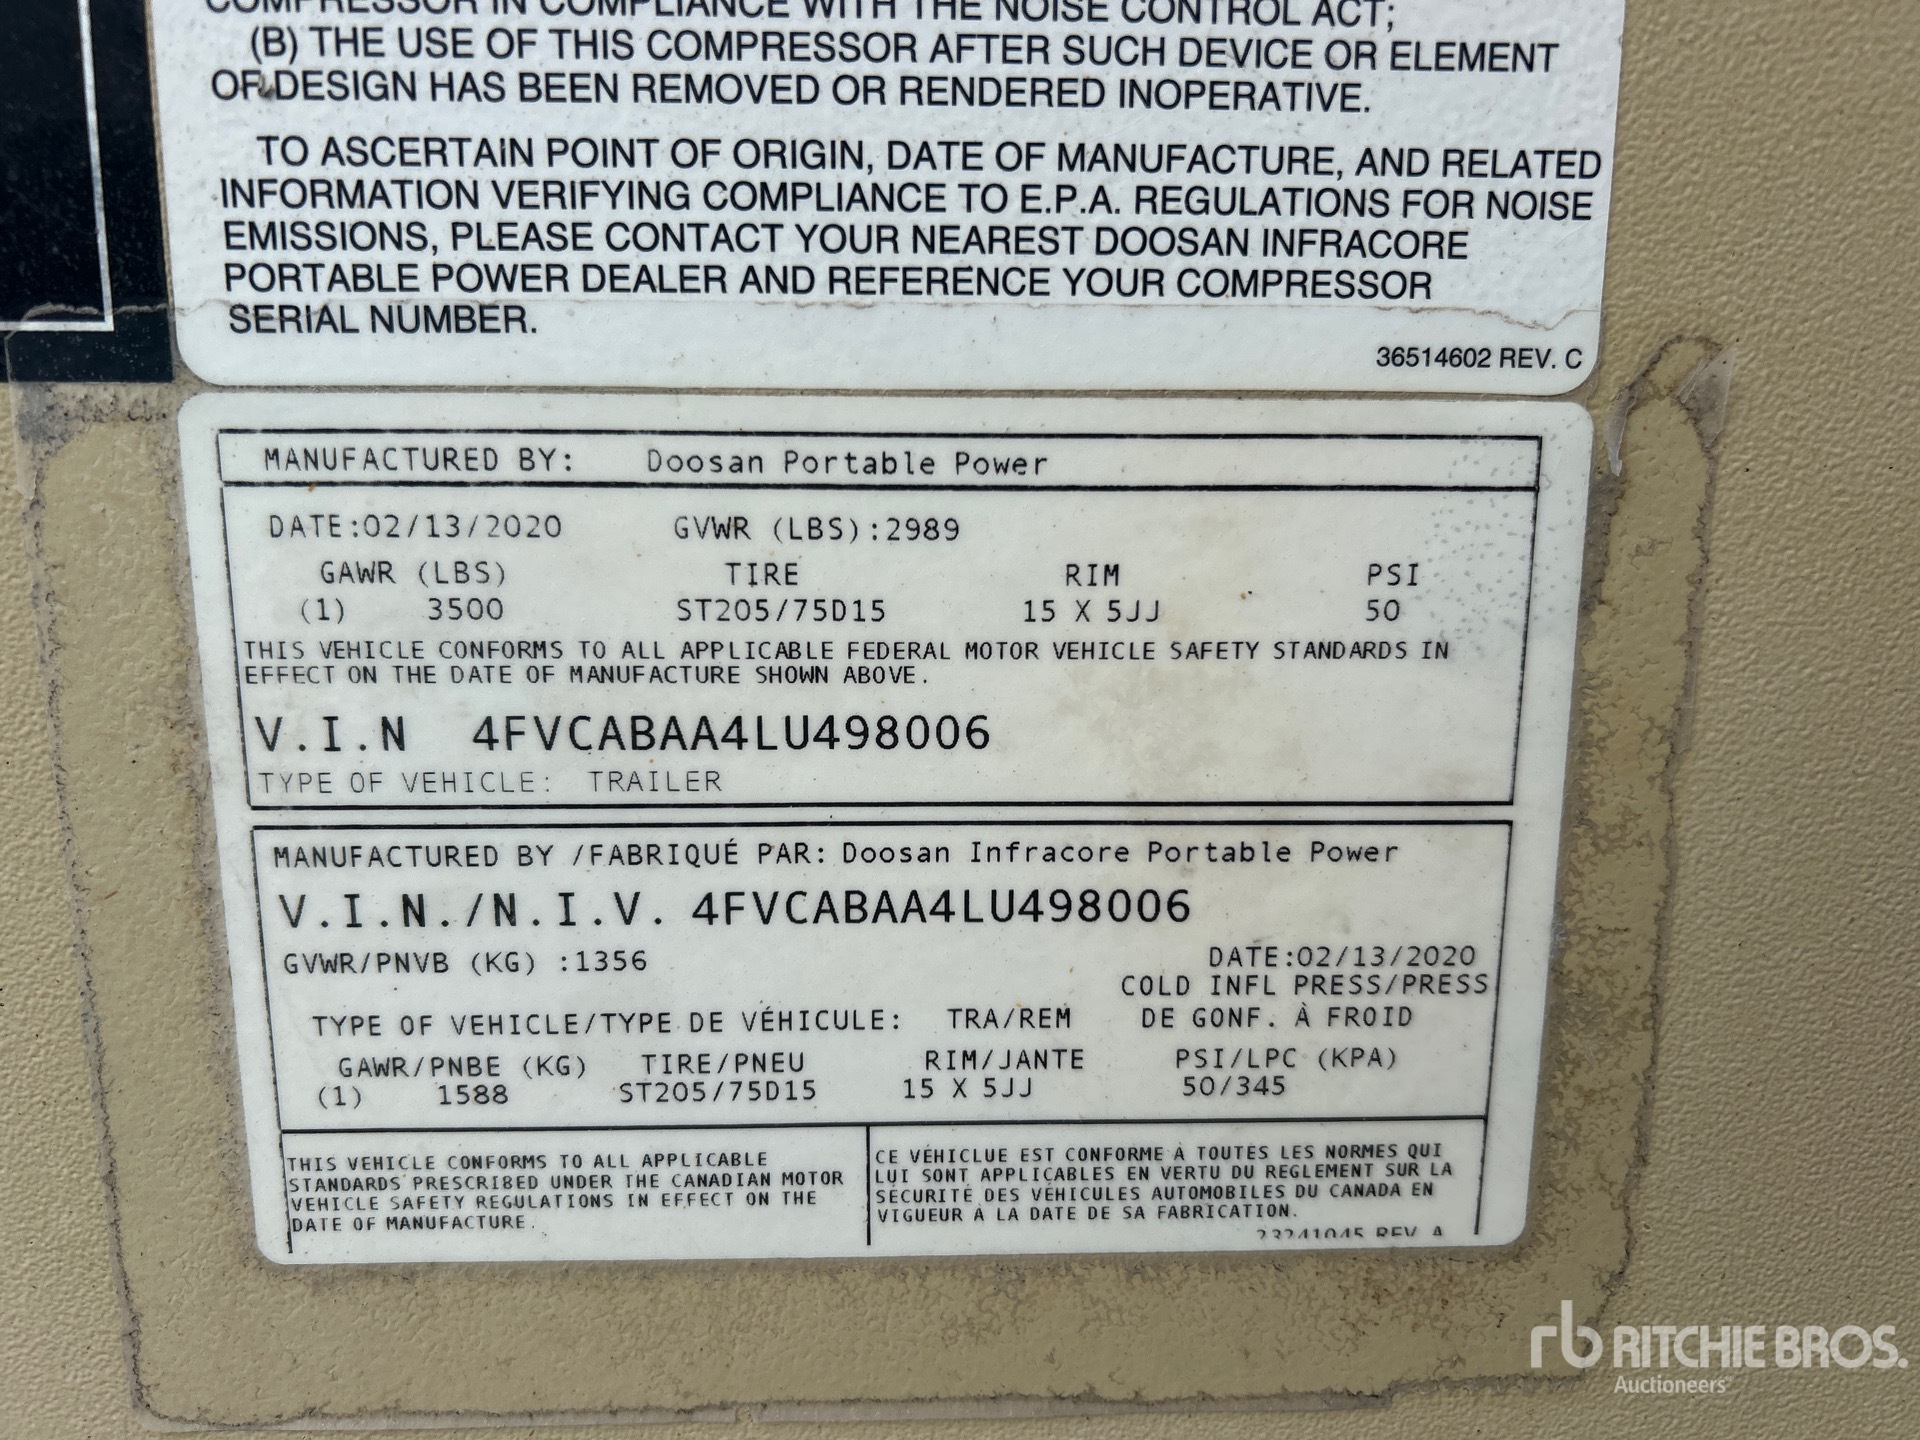 COMPRESSOR IN COMPLIANCE WITH THE NOISE CONTROL ACT;
(B) THE USE OF THIS COMPRESSOR AFTER SUCH DEVICE OR ELEMENT
OF DESIGN HAS BEEN REMOVED OR RENDERED INOPERATIVE.
TO ASCERTAIN POINT OF ORIGIN, DATE OF MANUFACTURE, AND RELATED
INFORMATION VERIFYING COMPLIANCE TO E.P.A. REGULATIONS FOR NOISE
EMISSIONS, PLEASE CONTACT YOUR NEAREST DOOSAN INFRACORE
PORTABLE POWER DEALER AND REFERENCE YOUR COMPRESSOR
SERIAL NUMBER.
36514602 REV. C
MANUFACTURED BY: Doosan Portable Power
DATE:02/13/2020 GVWR (LBS):2989
GAWR (LBS) TIRE RIM PSI
(1) 3500 ST205/75D15 15 X 5JJ 50
THIS VEHICLE CONFORMS TO ALL APPLICABLE FEDERAL MOTOR VEHICLE SAFETY STANDARDS IN
EFFECT ON THE DATE OF MANUFACTURE SHOWN ABOVE.
V.I.N 4FVCABAA4LU498006
TYPE OF VEHICLE: TRAILER
MANUFACTURED BY /FABRIQUÉ PAR: Doosan Infracore Portable Power
V.I.N./N.I.V. 4FVCABAA4LU498006
GVWR/PNVB (KG) :1356 DATE:02/13/2020
COLD INFL PRESS/PRESS
TYPE OF VEHICLE/TYPE DE VÉHICULE: TRA/REM DE GONF. À FROID
GAWR/PNBE (KG) TIRE/PNEU RIM/JANTE PSI/LPC (KPA)
(1) 1588 ST205/75D15 15 X 5JJ 50/345
THIS VEHICLE CONFORMS TO ALL APPLICABLE
STANDARDS PRESCRIBED UNDER THE CANADIAN MOTOR
VEHICLE SAFETY REGULATIONS IN EFFECT ON THE
DATE OF MANUFACTURE.
CE VÉHICLUE EST CONFORME À TOUTES LES NORMES QUI
LUI SONT APPLICABLES EN VERTU DU RÈGLEMENT SUR LA
SÉCURITÉ DES VÉHICULES AUTOMOBILES DU CANADA EN
VIGUEUR À LA DATE DE SA FABRICATION.
23241045 REV A
rb RITCHIE BROS.
Auctioneers